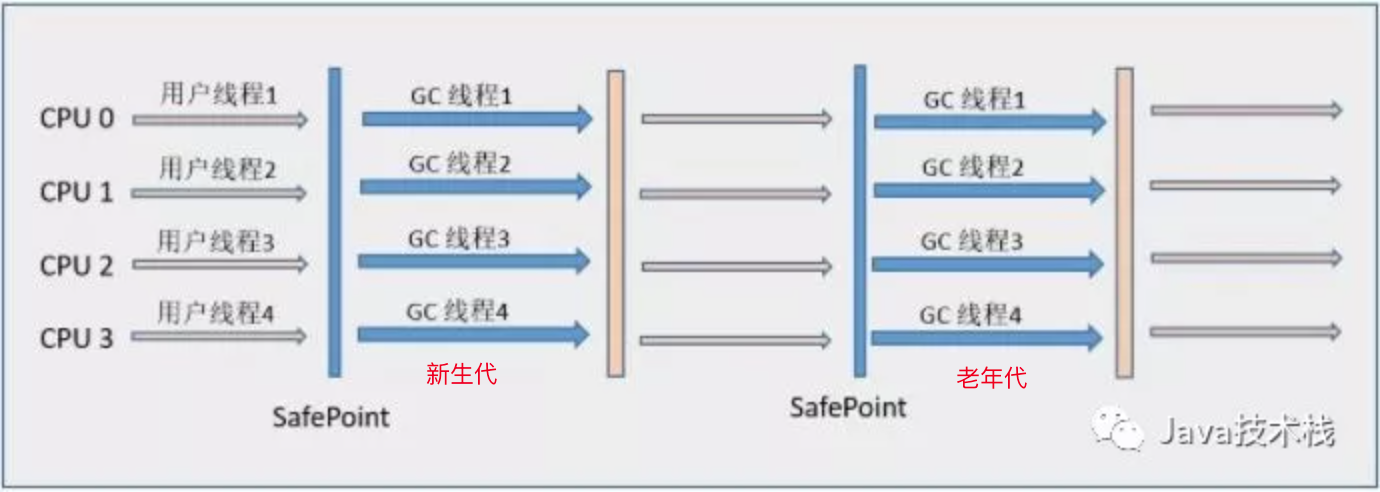 用户线程1
GC 线程1
GC 线程1
CPU 0
用户线程2
GC 线程2
GC 线程2
CPU 1
用户线程3
GC 线程3
GC 线程3
CPU 2
用户线程4
GC 线程4
GC 线程4
CPU 3
新生代
老年代
SafePoint
SafePoint
Java技术栈